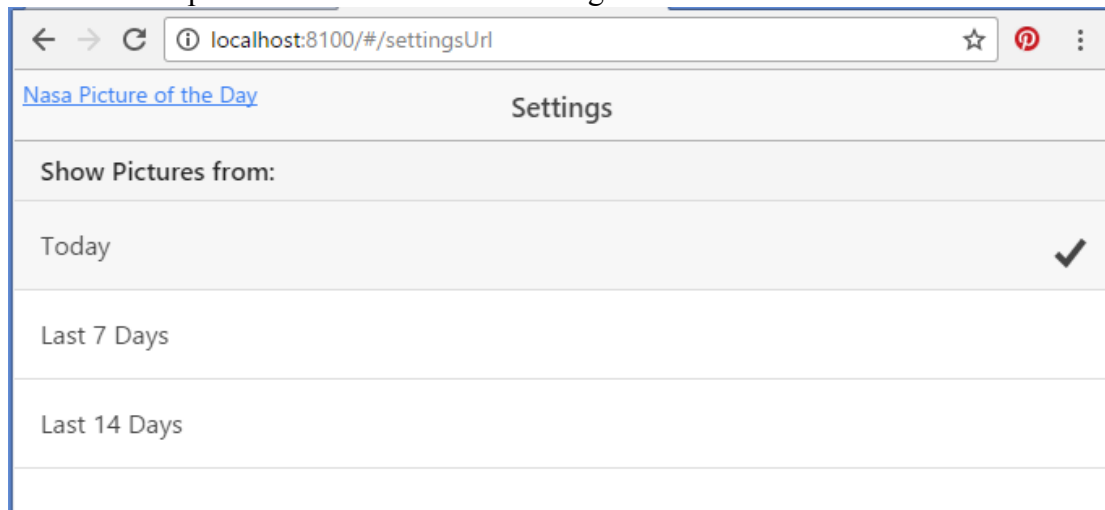 localhost:8100/#/settingsUrl
Nasa Picture of the Day
Settings
Show Pictures from:
Today
Last 7 Days
Last 14 Days